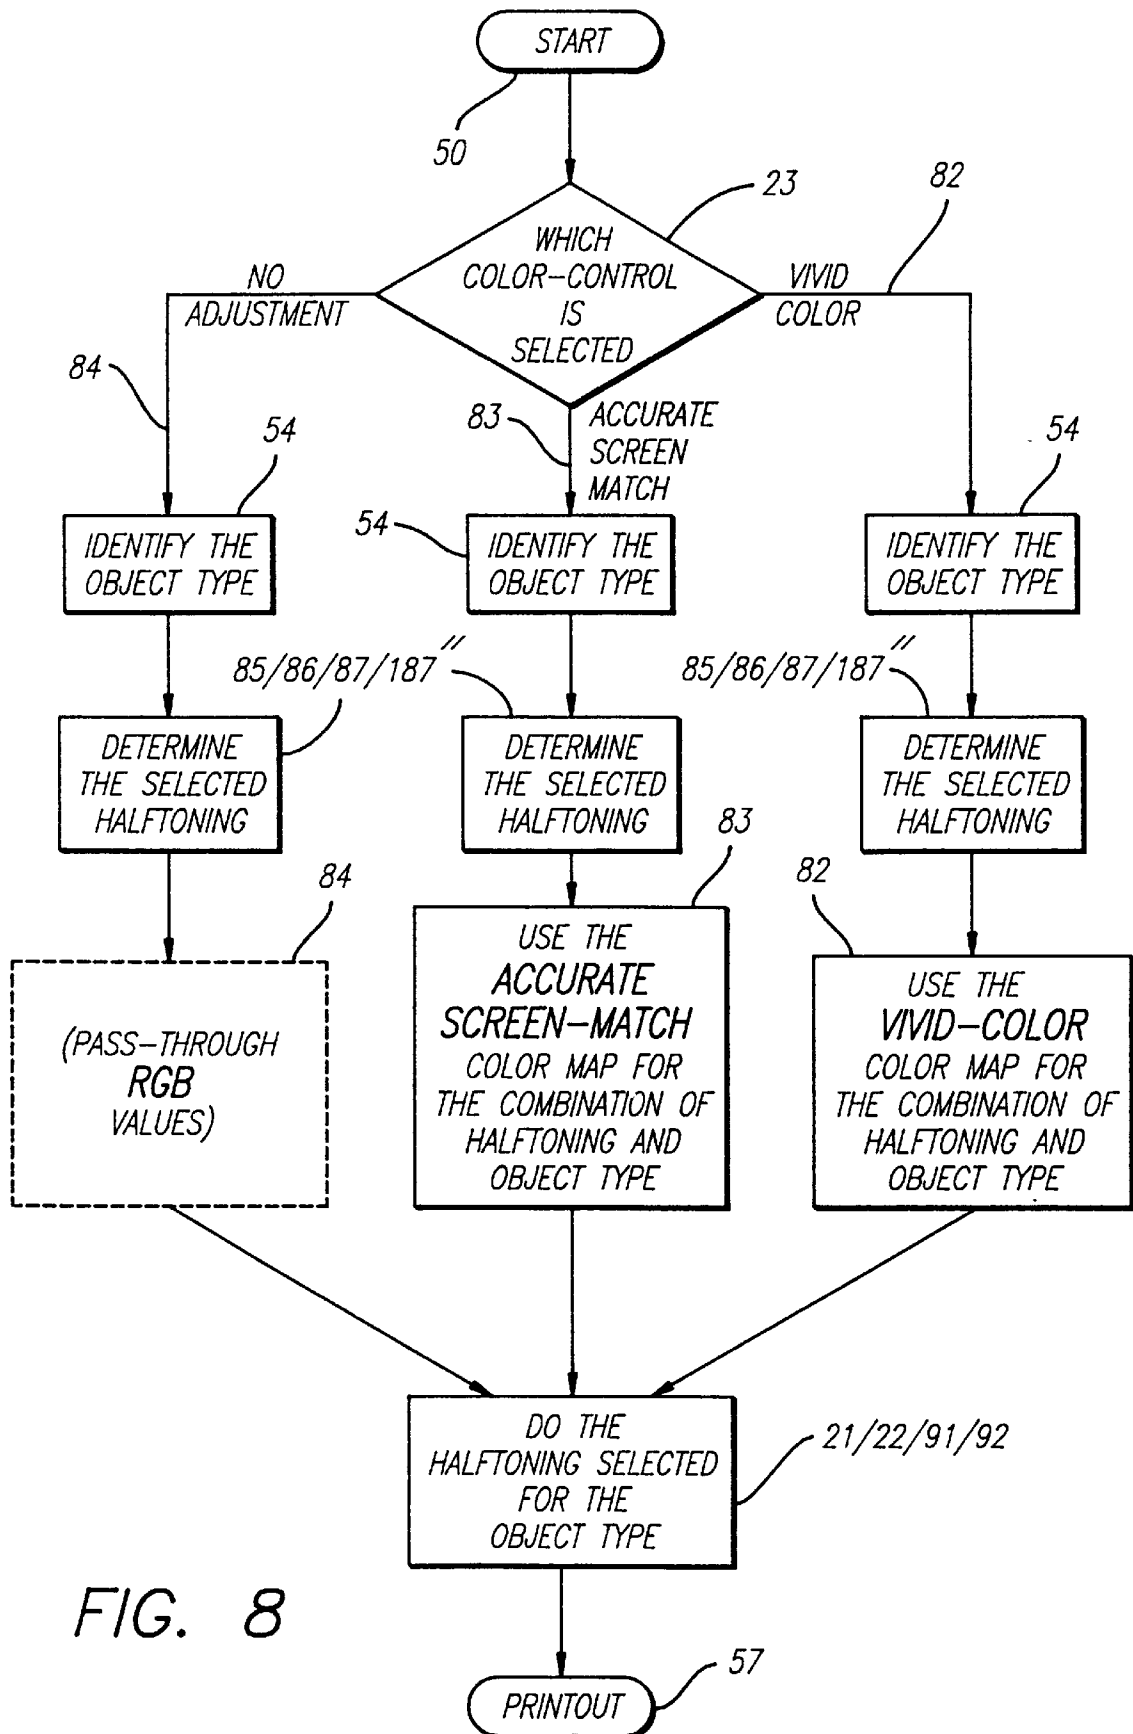 START
50
23
82
WHICH
COLOR-CONTROL
IS
SELECTED
NO
ADJUSTMENT
VIVID
COLOR
84
83
ACCURATE
SCREEN
MATCH
54
54
54
IDENTIFY THE
OBJECT TYPE
IDENTIFY THE
OBJECT TYPE
IDENTIFY THE
OBJECT TYPE
85/86/87/187"
85/86/87/187"
DETERMINE
THE SELECTED
HALFTONING
DETERMINE
THE SELECTED
HALFTONING
DETERMINE
THE SELECTED
HALFTONING
84
83
82
(PASS-THROUGH
RGB
VALUES)
USE THE
ACCURATE
SCREEN-MATCH
COLOR MAP FOR
THE COMBINATION OF
HALFTONING AND
OBJECT TYPE
USE THE
VIVID-COLOR
COLOR MAP FOR
THE COMBINATION OF
HALFTONING AND
OBJECT TYPE
DO THE
HALFTONING SELECTED
FOR THE
OBJECT TYPE
21/22/91/92
FIG. 8
PRINTOUT
57